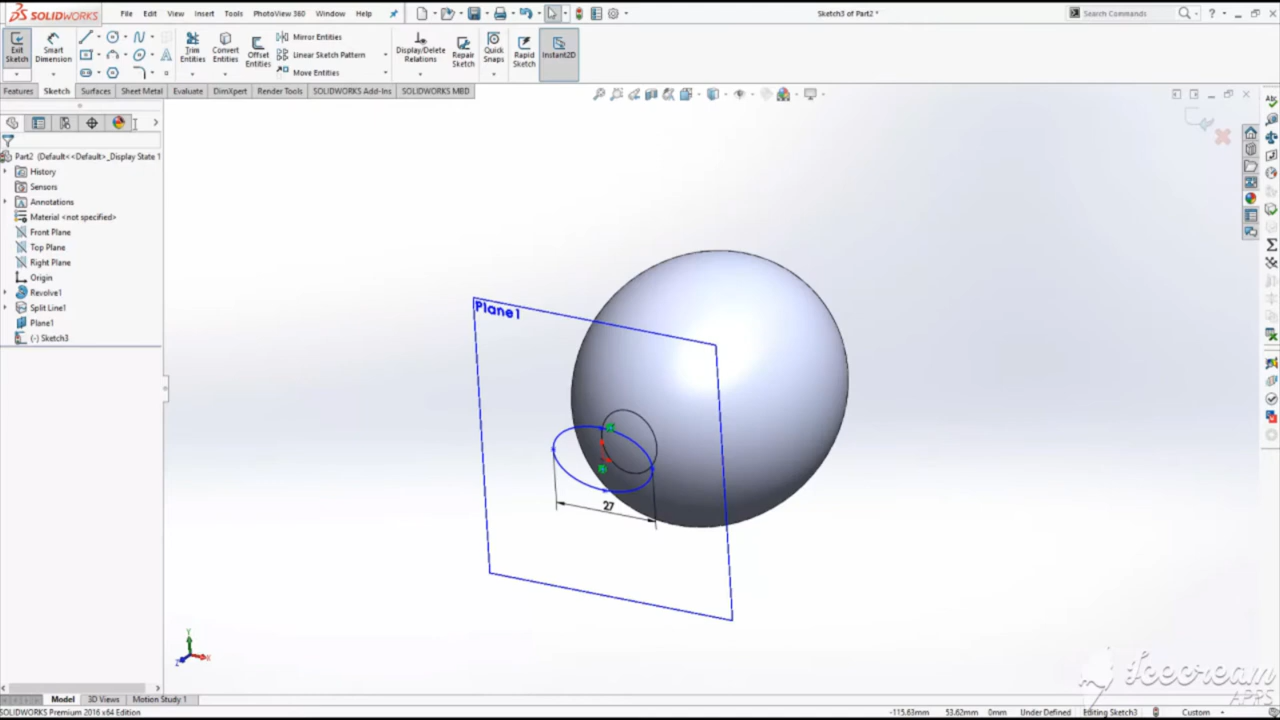 SOLIDWORKS File Edit View Insert Tools PhotoView 360 Window Help Sketch3 of Part2 * Search Commands
Exit Sketch Smart Dimension Trim Entities Convert Entities Offset Entities Mirror Entities Linear Sketch Pattern Move Entities Display/Delete Relations Repair Sketch Quick Snaps Rapid Sketch Instant2D
Features Sketch Surfaces Sheet Metal Evaluate DimXpert Render Tools SOLIDWORKS Add-Ins SOLIDWORKS MBD
Part2 (Default<<Default>_Display State 1
History
Sensors
Annotations
Material <not specified>
Front Plane
Top Plane
Right Plane
Origin
Revolve1
Split Line1
Plane1
(-) Sketch3
Plane1
27
Y
Z X
Icecream
APPS
Model 3D Views Motion Study 1
SOLIDWORKS Premium 2016 x64 Edition -115.63mm 53.62mm 0mm Under Defined Editing Sketch3 Custom